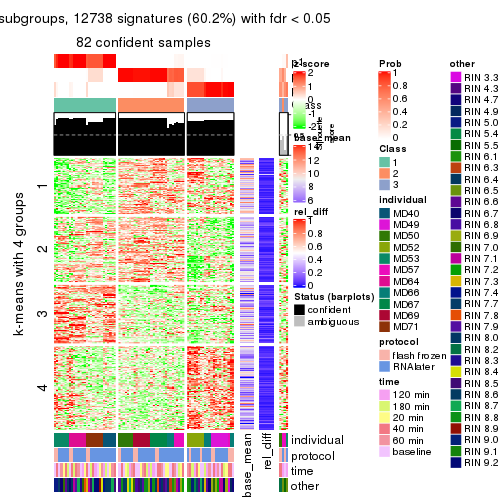 subgroups, 12738 signatures (60.2%) with fdr < 0.05
82 confident samples
k-means with 4 groups
1
2
3
4
z-score
2
1
0
-1
-2
base_mean
14
12
10
8
6
rel_diff
1
0.8
0.6
0.4
0.2
0
Status (barplots)
confident
ambiguous
individual
protocol
time
other
base_mean
rel_diff
Prob
1
0.8
0.6
0.4
0.2
0
Class
1
2
3
individual
MD40
MD49
MD50
MD52
MD53
MD57
MD64
MD66
MD67
MD69
MD71
protocol
flash frozen
RNAlater
time
120 min
180 min
20 min
40 min
60 min
baseline
other
RIN 3.3
RIN 4.3
RIN 4.7
RIN 4.9
RIN 5.0
RIN 5.4
RIN 5.5
RIN 6.1
RIN 6.3
RIN 6.4
RIN 6.5
RIN 6.6
RIN 6.7
RIN 6.8
RIN 6.9
RIN 7.0
RIN 7.1
RIN 7.2
RIN 7.3
RIN 7.4
RIN 7.5
RIN 7.8
RIN 7.9
RIN 8.0
RIN 8.2
RIN 8.3
RIN 8.4
RIN 8.5
RIN 8.6
RIN 8.7
RIN 8.8
RIN 8.9
RIN 9.0
RIN 9.1
RIN 9.2